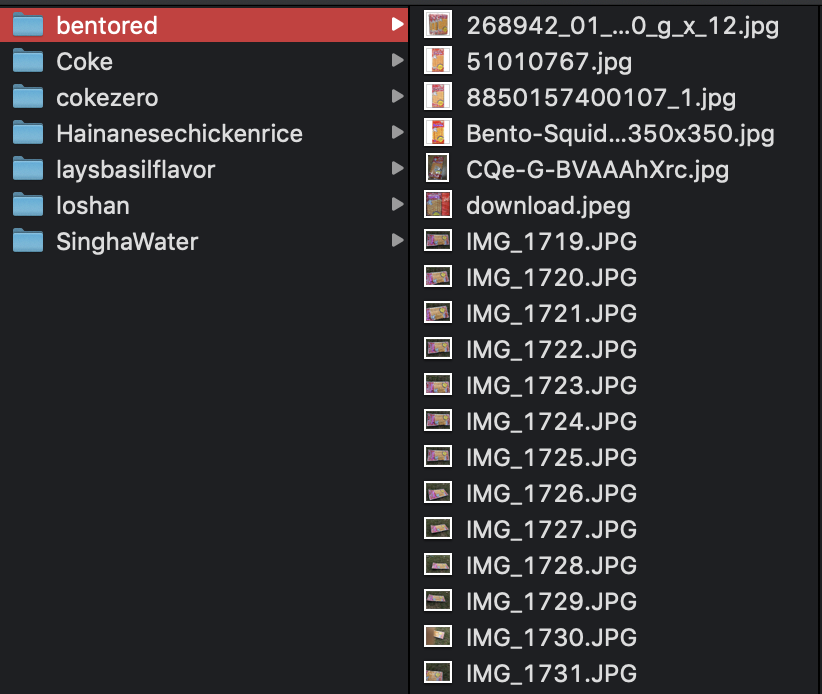 bentored
Coke
cokezero
Hainanesechickenrice
laysbasilflavor
loshan
SinghaWater
268942_01_...0_g_x_12.jpg
51010767.jpg
8850157400107_1.jpg
Bento-Squid...350x350.jpg
CQe-G-BVAAAhXrc.jpg
download.jpeg
IMG_1719.JPG
IMG_1720.JPG
IMG_1721.JPG
IMG_1722.JPG
IMG_1723.JPG
IMG_1724.JPG
IMG_1725.JPG
IMG_1726.JPG
IMG_1727.JPG
IMG_1728.JPG
IMG_1729.JPG
IMG_1730.JPG
IMG_1731.JPG